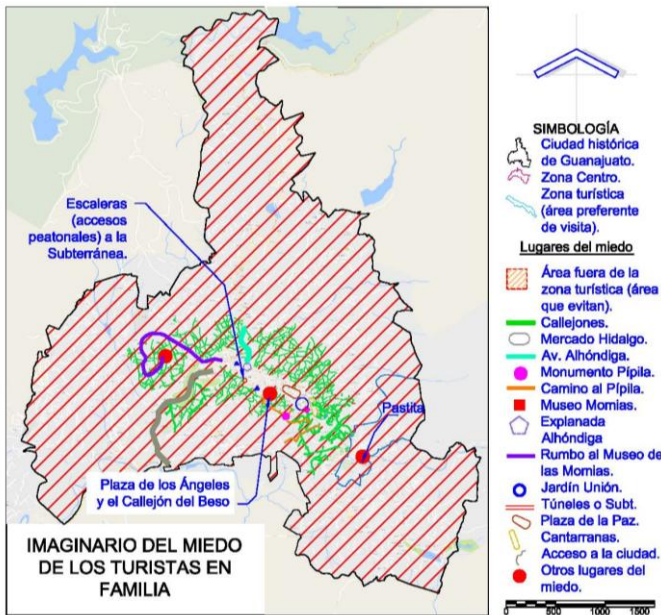 Escaleras
(accesos
peatonales) a la
Subterránea.
Pastita
Plaza de los Ángeles
y el Callejón del Beso
IMAGINARIO DEL MIEDO
DE LOS TURISTAS EN
FAMILIA
SIMBOLOGÍA
Ciudad histórica
de Guanajuato.
Zona Centro.
Zona turística
(área preferente
de visita).
Lugares del miedo
Área fuera de la
zona turística (área
que evitan).
Callejones.
Mercado Hidalgo.
Av. Alhóndiga.
Monumento Pípila.
Camino al Pípila.
Museo Momias.
Explanada
Alhóndiga
Rumbo al Museo de
las Momias.
Jardín Unión.
Túneles o Subt.
Plaza de la Paz.
Cantarranas.
Acceso a la ciudad.
Otros lugares del
miedo.
0 500 1000 1500